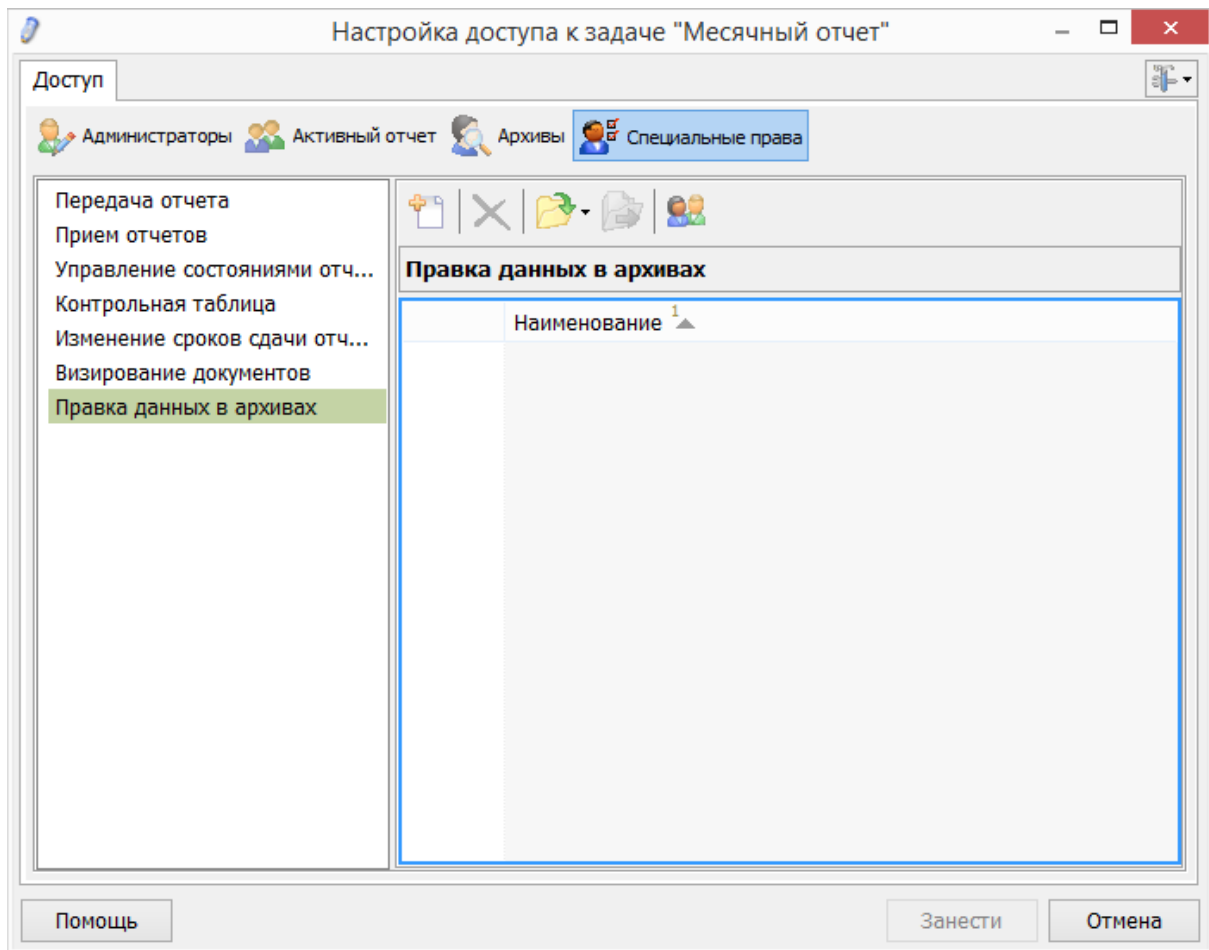 Настройка доступа к задаче "Месячный отчет"
Доступ
Администраторы Активный отчет Архивы Специальные права
Передача отчета
Прием отчетов
Управление состояниями отч...
Контрольная таблица
Изменение сроков сдачи отч...
Визирование документов
Правка данных в архивах
Правка данных в архивах
Наименование 1
Помощь Занести Отмена